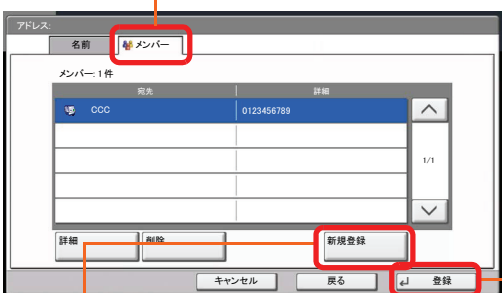 アドレス:
名前 メンバー
メンバー: 1件
宛先 詳細
CCC 0123456789
1/1
詳細 削除 新規登録
キャンセル 戻る 登録